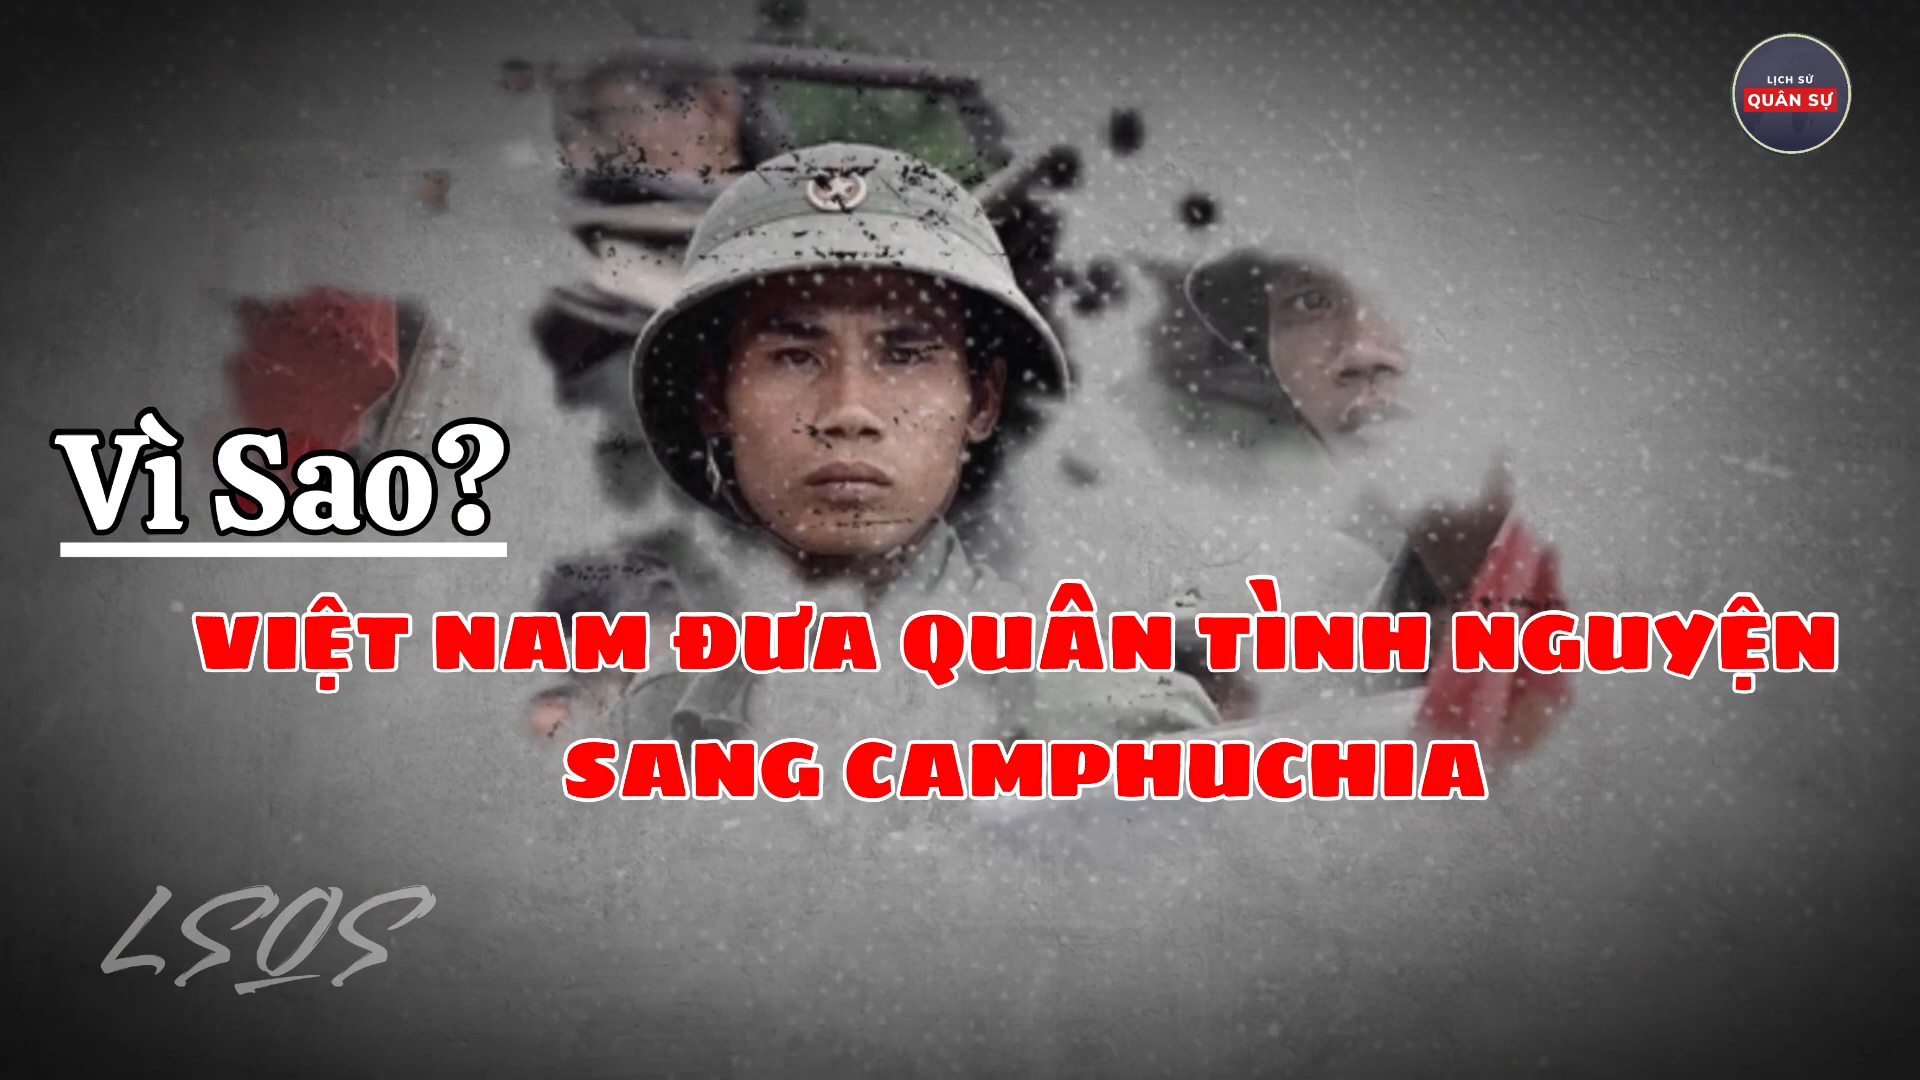 LỊCH SỬ
QUÂN SỰ
Vì Sao?
VIỆT NAM ĐƯA QUÂN TÌNH NGUYỆN
SANG CAMPHUCHIA
LSQS